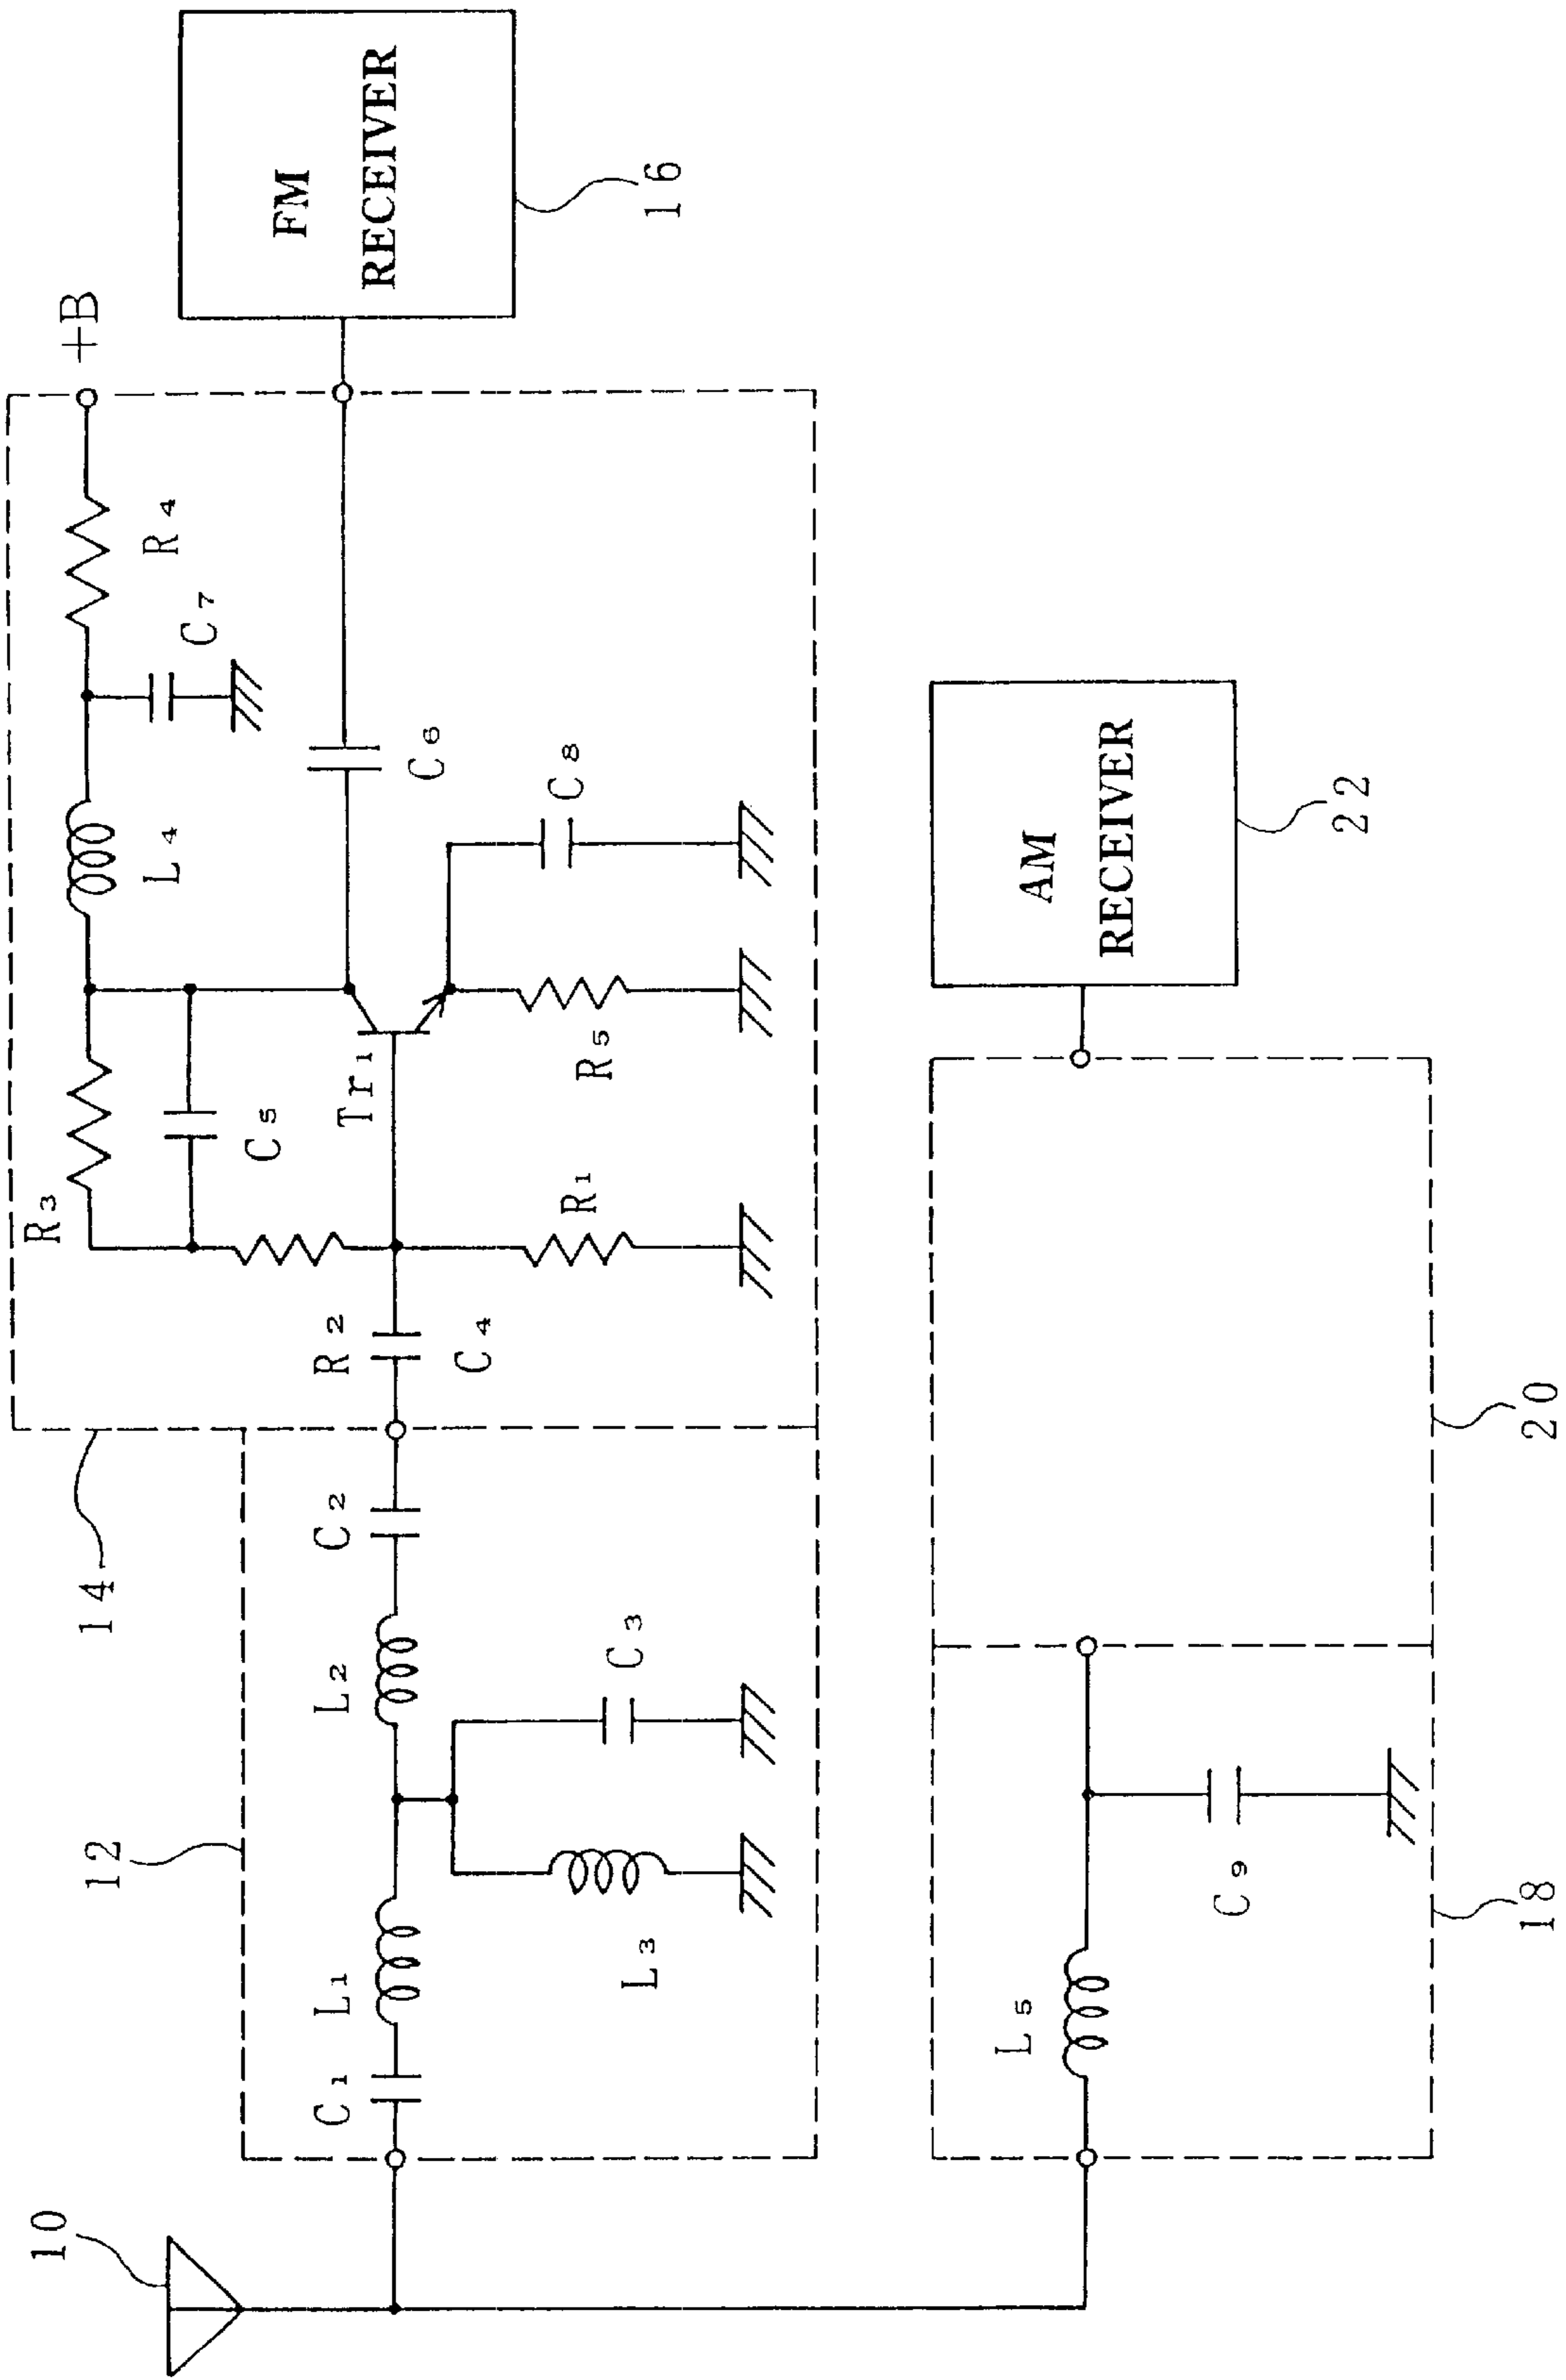 10
12
14
C₁
L₁
L₂
C₂
L₃
C₃
R₂
C₄
R₃
C₅
R₁
Tr₁
R₅
L₄
C₇
R₄
+B
C₆
C₈
FM
RECEIVER
16
L₅
C₉
18
20
AM
RECEIVER
22